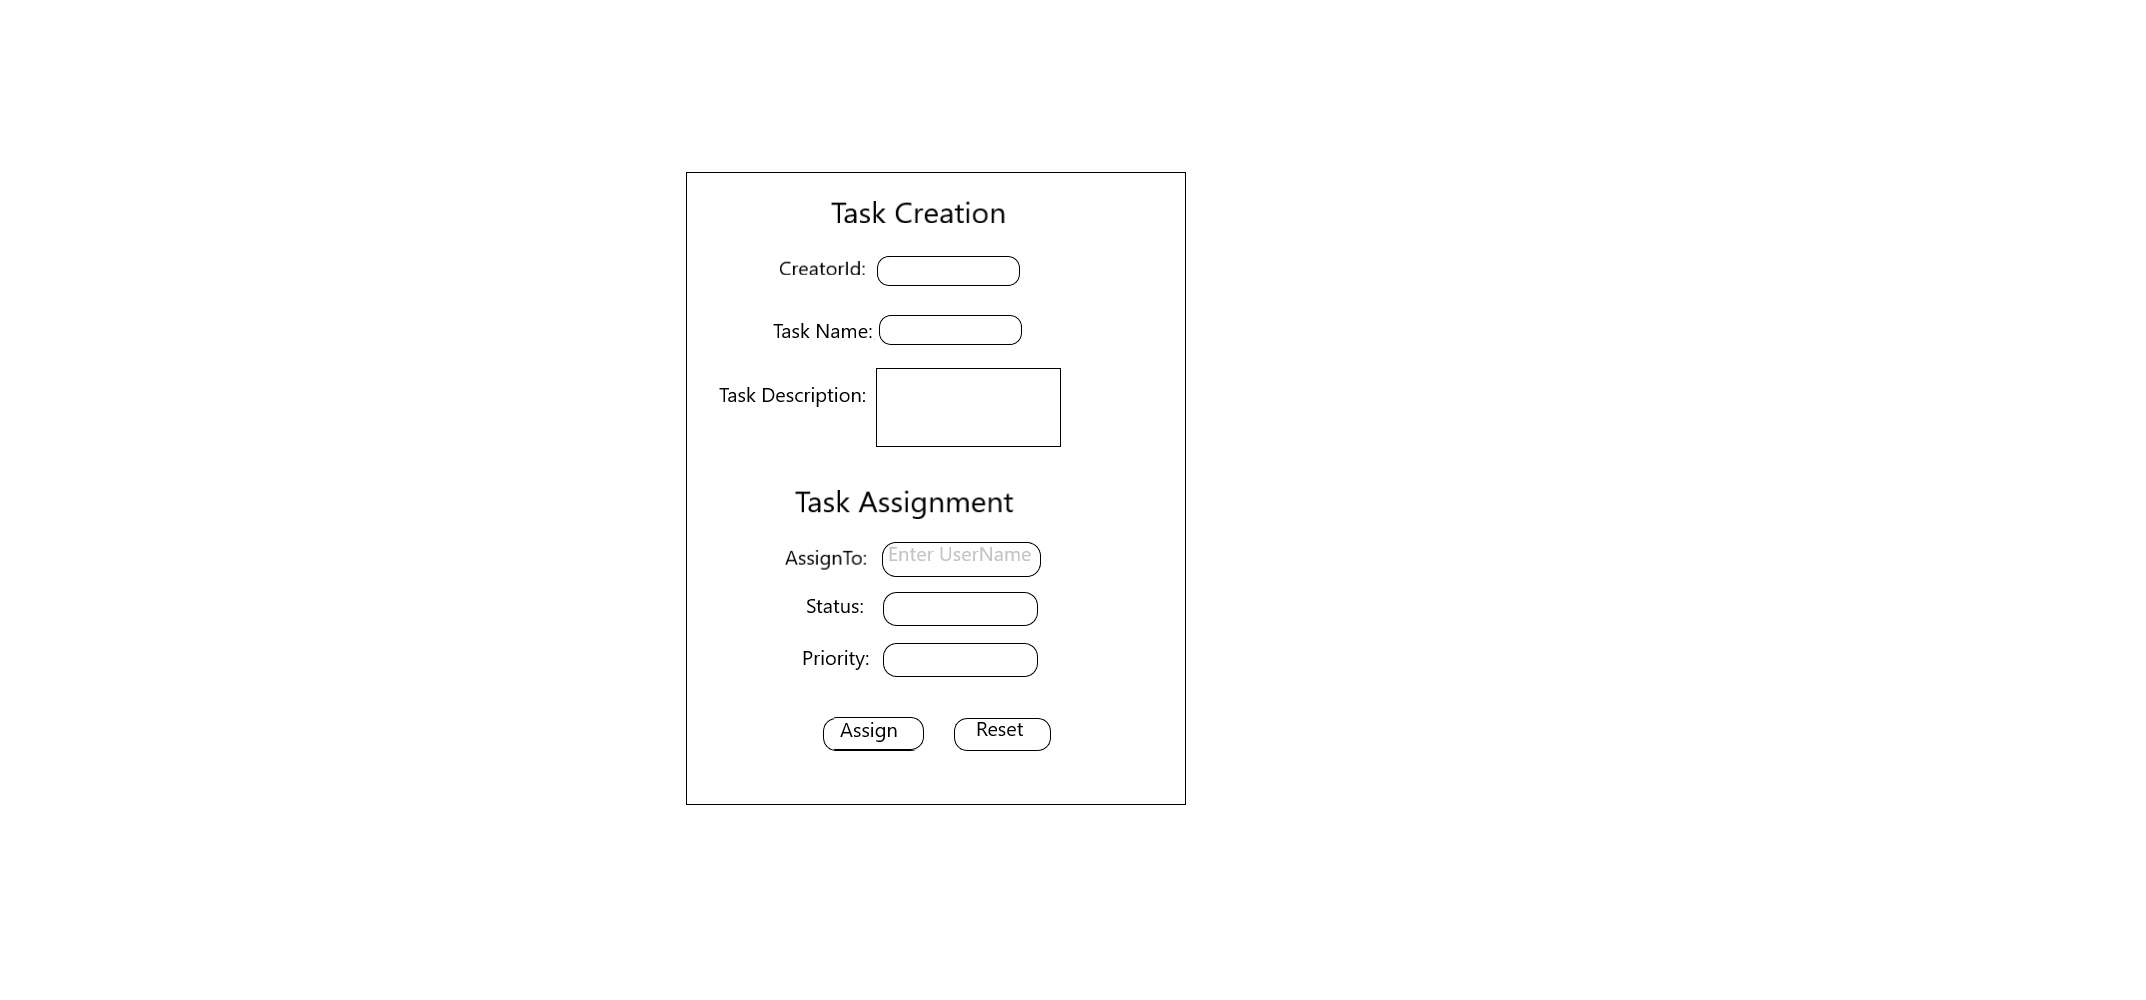 Task Creation
CreatorId:
Task Name:
Task Description:
Task Assignment
AssignTo: Enter UserName
Status:
Priority:
Assign Reset